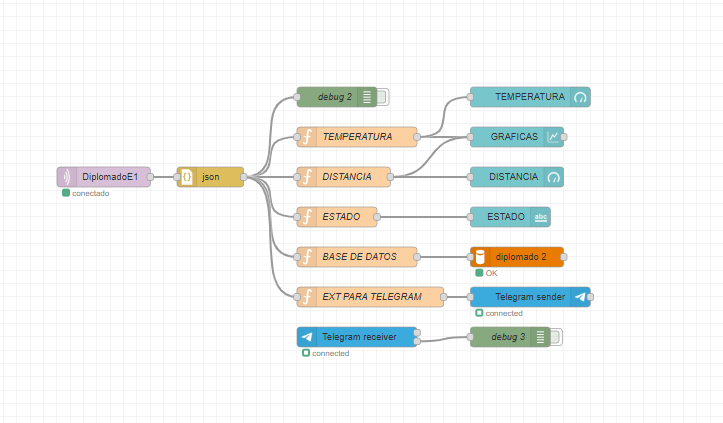 debug 2
TEMPERATURA
TEMPERATURA
GRAFICAS
DiplomadoE1
json
DISTANCIA
DISTANCIA
conectado
ESTADO
ESTADO
abc
BASE DE DATOS
diplomado 2
OK
EXT PARA TELEGRAM
Telegram sender
connected
Telegram receiver
debug 3
connected